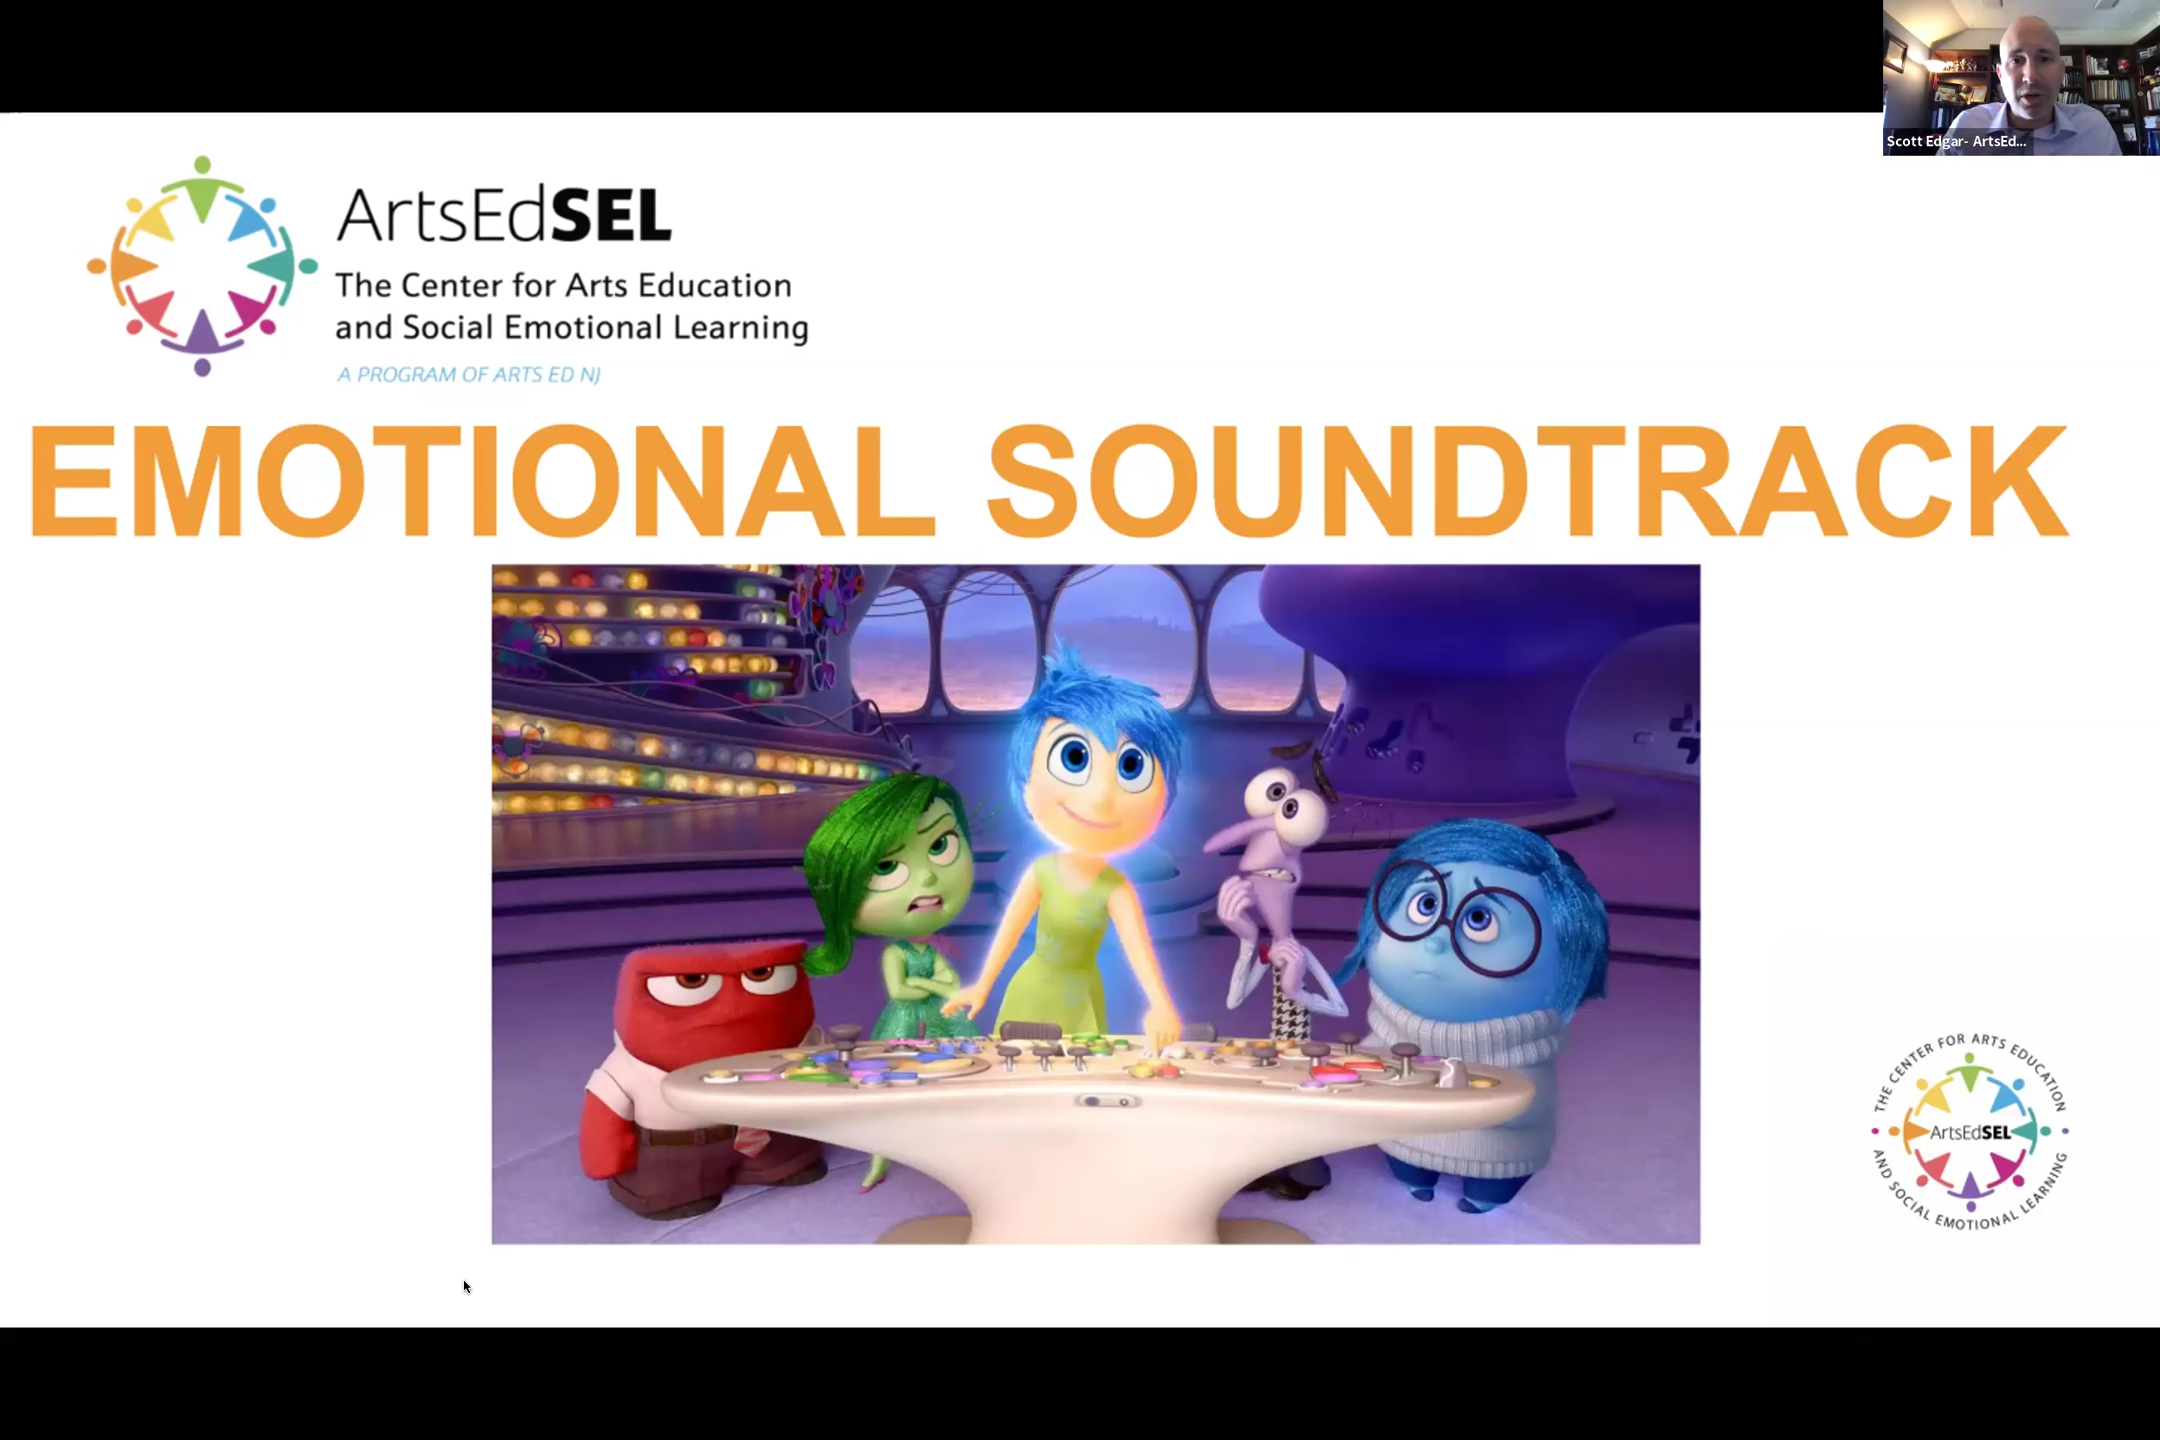 Scott Edgar- ArtsEd...
ArtsEdSEL
The Center for Arts Education
and Social Emotional Learning
A PROGRAM OF ARTS ED NJ
EMOTIONAL SOUNDTRACK
THE CENTER FOR ARTS EDUCATION
ArtsEdSEL
AND SOCIAL EMOTIONAL LEARNING